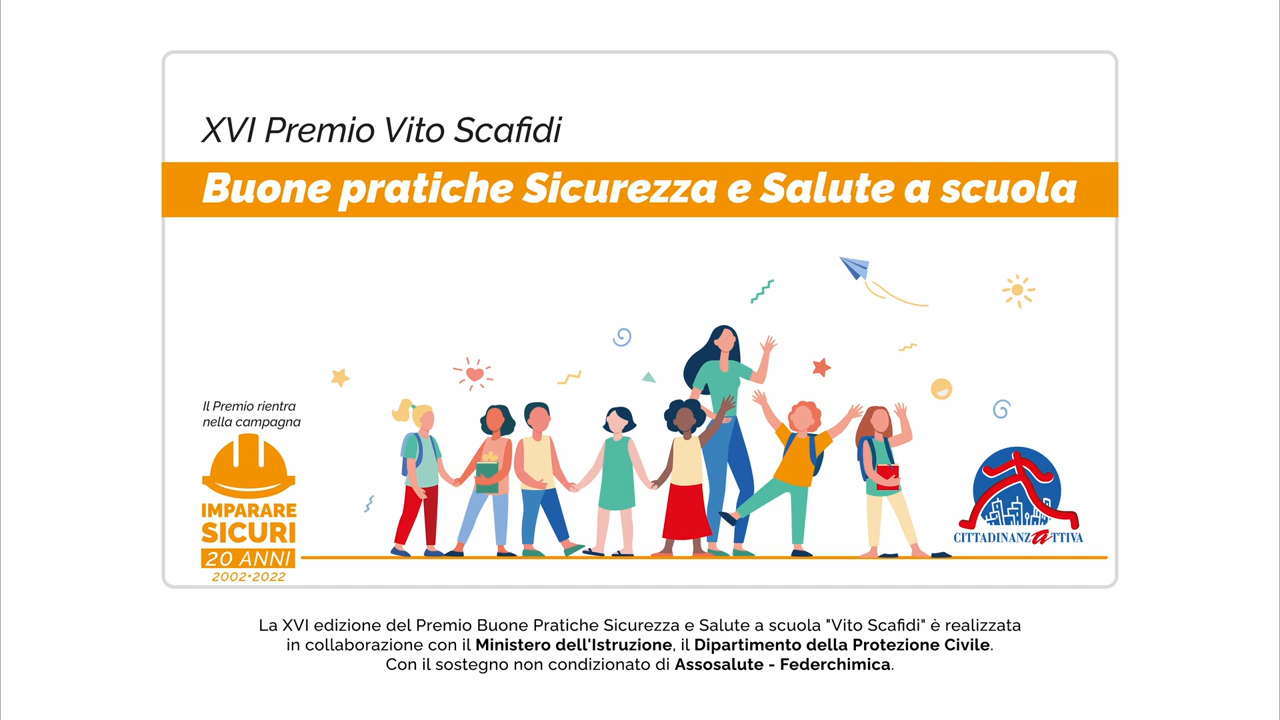 XVI Premio Vito Scafidi
Buone pratiche Sicurezza e Salute a scuola
Il Premio rientra
nella campagna
IMPARARE
SICURI
20 ANNI
2002•2022
CITTADINANZATTIVA
La XVI edizione del Premio Buone Pratiche Sicurezza e Salute a scuola "Vito Scafidi" è realizzata
in collaborazione con il Ministero dell'Istruzione, il Dipartimento della Protezione Civile.
Con il sostegno non condizionato di Assosalute - Federchimica.